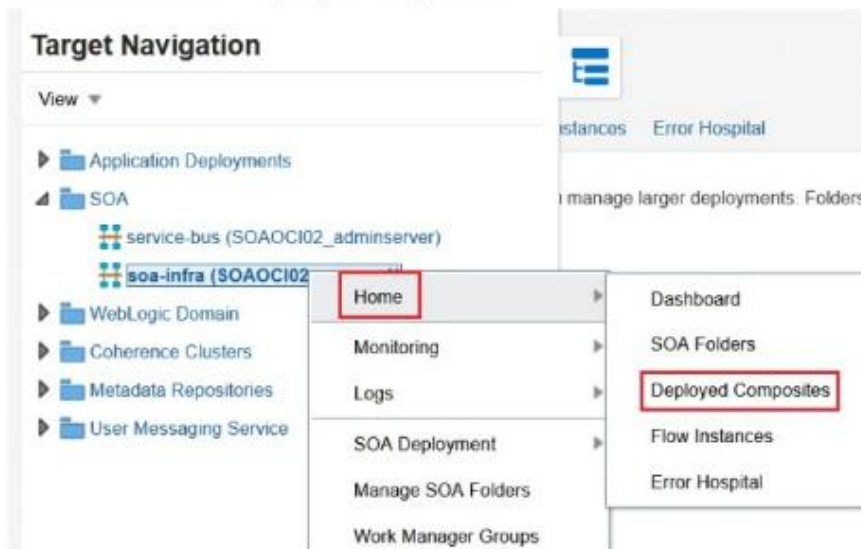 Target Navigation
View
Application Deployments
SOA
service-bus (SOAOCI02_adminserver)
soa-infra (SOAOCI02
WebLogic Domain
Coherence Clusters
Metadata Repositories
User Messaging Service
Home
Monitoring
Logs
SOA Deployment
Manage SOA Folders
Work Manager Groups
Dashboard
SOA Folders
Deployed Composites
Flow Instances
Error Hospital
stances Error Hospital
manage larger deployments. Folders